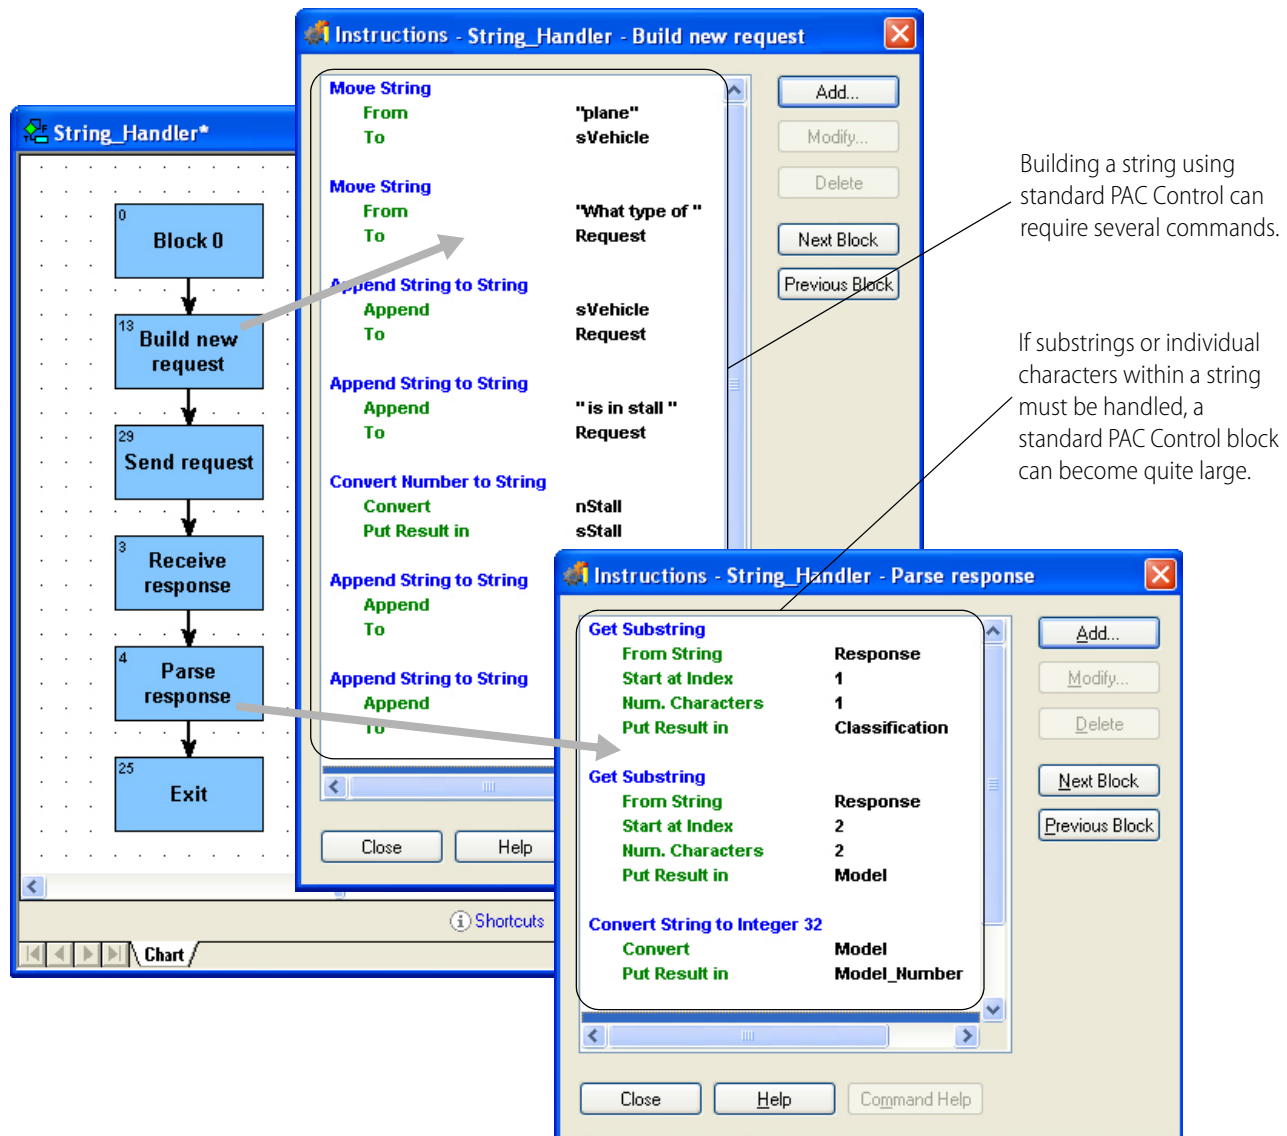 String_Handler*
0
Block 0
13
Build new
request
29
Send request
3
Receive
response
4
Parse
response
25
Exit
Shortcuts
Chart
Instructions - String_Handler - Build new request
Move String
From "plane"
To sVehicle
Move String
From "What type of "
To Request
Append String to String
Append sVehicle
To Request
Append String to String
Append " is in stall "
To Request
Convert Number to String
Convert nStall
Put Result in sStall
Append String to String
Append
To
Append String to String
Append
To
Add...
Modify...
Delete
Next Block
Previous Block
Close
Help
Instructions - String_Handler - Parse response
Get Substring
From String Response
Start at Index 1
Num. Characters 1
Put Result in Classification
Get Substring
From String Response
Start at Index 2
Num. Characters 2
Put Result in Model
Convert String to Integer 32
Convert Model
Put Result in Model_Number
Add...
Modify...
Delete
Next Block
Previous Block
Close
Help
Command Help
Building a string using
standard PAC Control can
require several commands.
If substrings or individual
characters within a string
must be handled, a
standard PAC Control block
can become quite large.